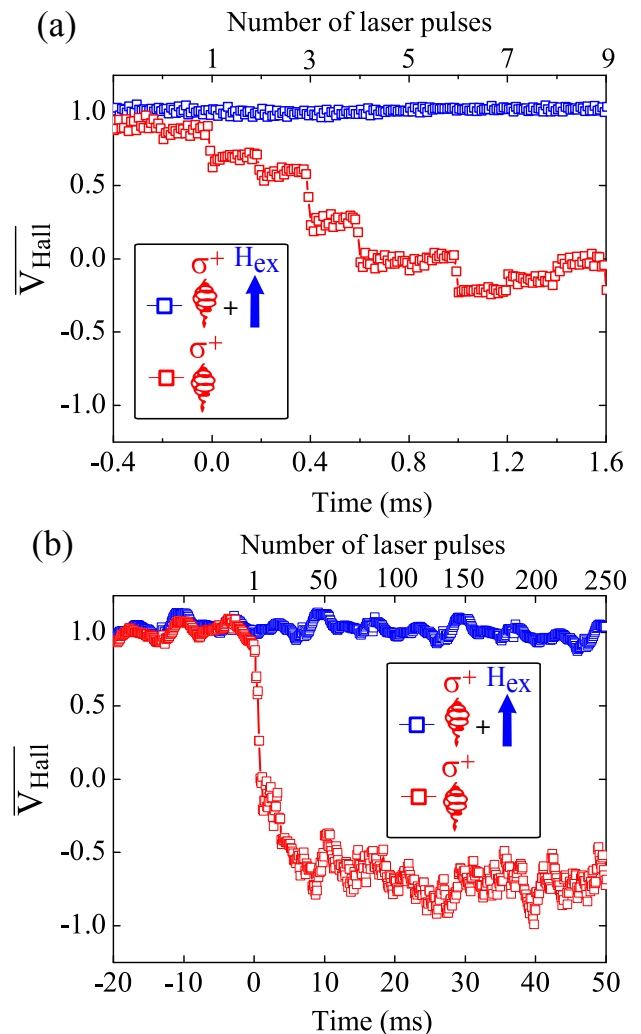 (a)
Number of laser pulses
1 3 5 7 9
1.0
0.5
0.0
-0.5
-1.0
V̅Hall
σ+ Hex
+
σ+
-0.4 0.0 0.4 0.8 1.2 1.6
Time (ms)
(b)
Number of laser pulses
1 50 100 150 200 250
1.0
0.5
0.0
-0.5
-1.0
V̅Hall
σ+ Hex
+
σ+
-20 -10 0 10 20 30 40 50
Time (ms)